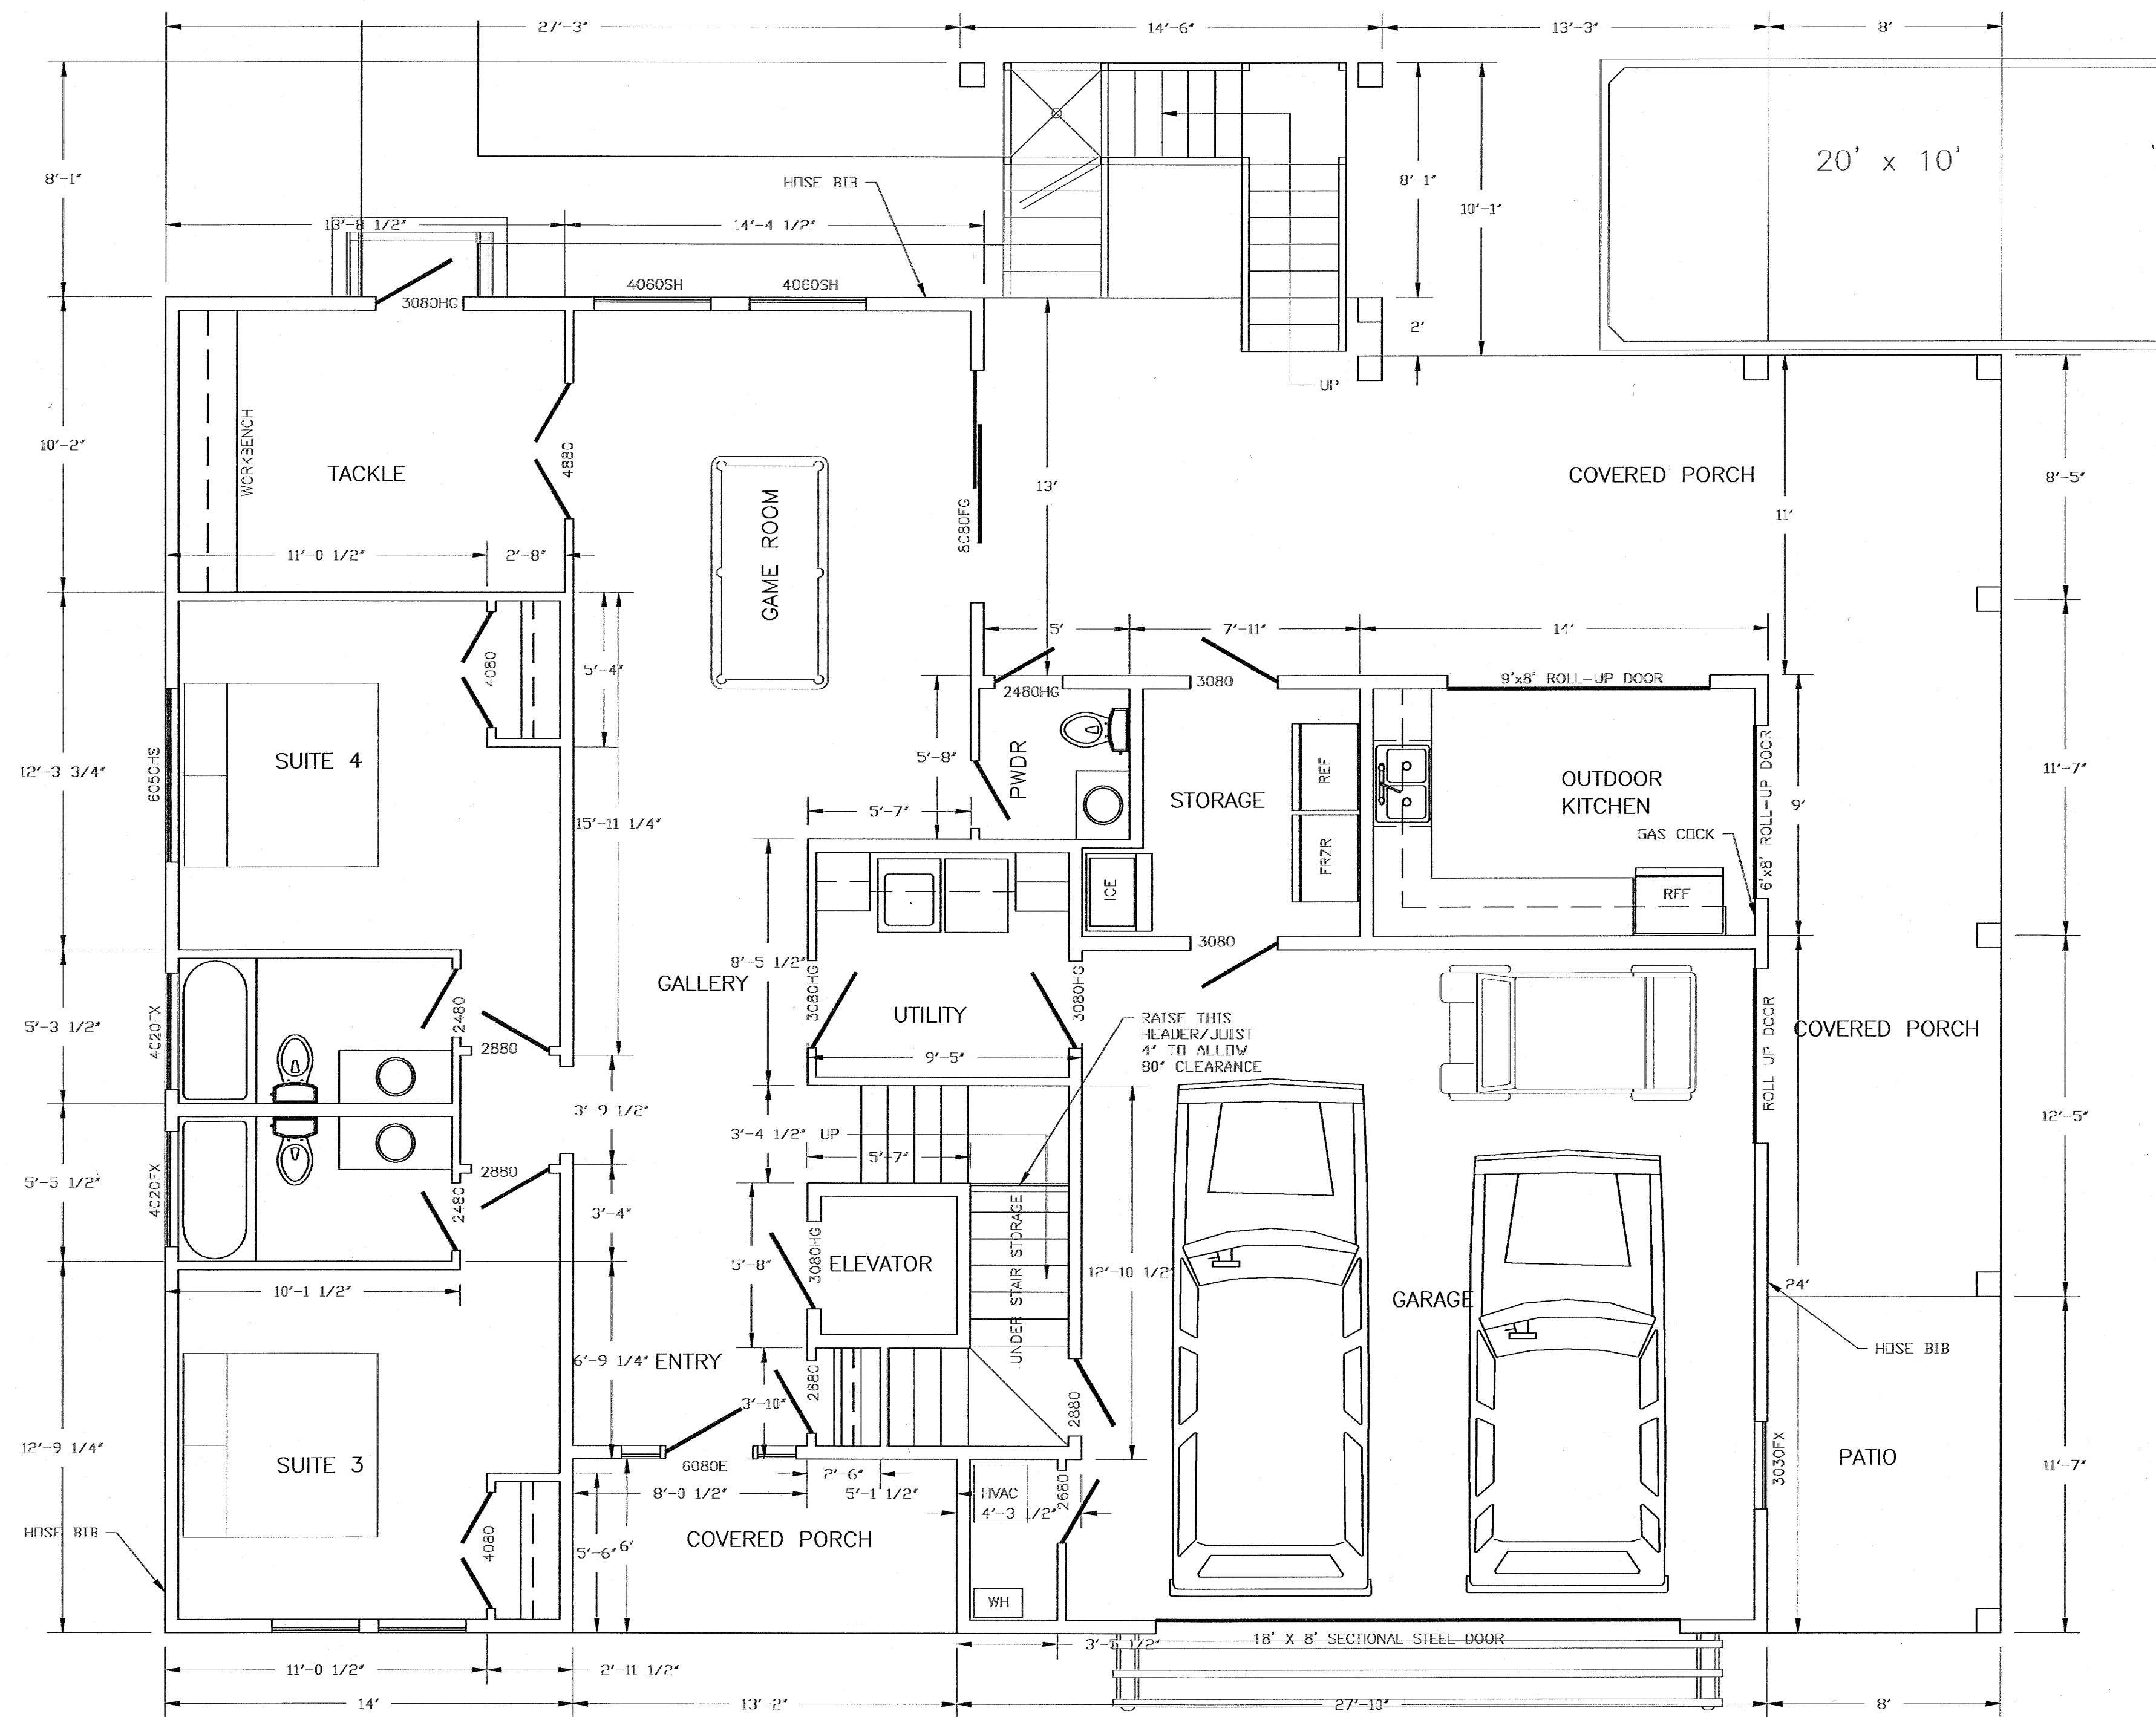 27'-3"
14'-6"
13'-3"
8'
20' x 10'
8'-1"
HOSE BIB
8'-1"
10'-1"
13'-8 1/2"
14'-4 1/2"
4060SH
4060SH
3080HG
2'
UP
WORKBENCH
10'-2"
TACKLE
4880
GAME ROOM
8080FG
13'
COVERED PORCH
11'
8'-5"
11'-0 1/2"
2'-8"
5'
7'-11"
14'
5'-4"
4080
2480HG
3080
9'x8' ROLL-UP DOOR
12'-3 3/4"
6050HS
SUITE 4
5'-8"
PWDR
REF
OUTDOOR
KITCHEN
6'x8' ROLL-UP DOOR
11'-7"
STORAGE
9'
5'-7"
15'-11 1/4"
GAS COCK
FRZR
ICE
REF
3080
8'-5 1/2"
GALLERY
3080HG
UTILITY
3080HG
RAISE THIS
HEADER/JOIST
4" TO ALLOW
80" CLEARANCE
ROLL UP DOOR
COVERED PORCH
5'-3 1/2"
4020FX
2480
2880
9'-5"
3'-9 1/2"
12'-5"
3'-4 1/2"
UP
5'-7"
5'-5 1/2"
4020FX
2480
2880
3'-4"
5'-8"
3080HG
ELEVATOR
UNDER STAIR STORAGE
12'-10 1/2"
GARAGE
24'
10'-1 1/2"
HOSE BIB
6'-9 1/4"
ENTRY
2680
3'-10"
2880
12'-9 1/4"
SUITE 3
6080E
2'-6"
8'-0 1/2"
5'-1 1/2"
HVAC
4'-3 1/2"
2680
3030FX
PATIO
11'-7"
HOSE BIB
4080
5'-6"
6'
COVERED PORCH
WH
3'-5 1/2"
18' X 8' SECTIONAL STEEL DOOR
11'-0 1/2"
2'-11 1/2"
14'
13'-2"
27'-10"
8'